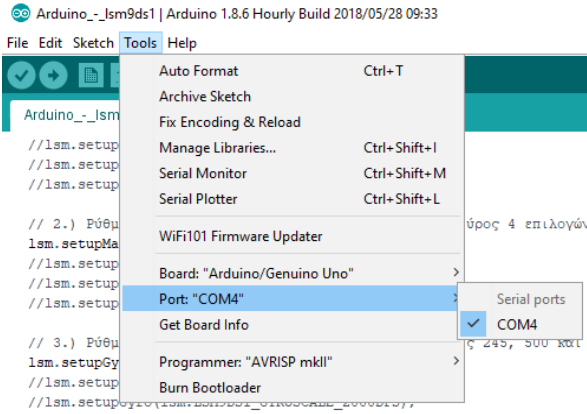 Arduino_-_lsm9ds1 | Arduino 1.8.6 Hourly Build 2018/05/28 09:33
File Edit Sketch Tools Help
Arduino_-_lsm
Auto Format Ctrl+T
Archive Sketch
Fix Encoding & Reload
Manage Libraries... Ctrl+Shift+I
Serial Monitor Ctrl+Shift+M
Serial Plotter Ctrl+Shift+L
WiFi101 Firmware Updater
Board: "Arduino/Genuino Uno"
Port: "COM4"
Get Board Info
Programmer: "AVRISP mkII"
Burn Bootloader
Serial ports
COM4
//lsm.setup
//lsm.setup
//lsm.setup
// 2.) Ρύθμ ύρος 4 επιλογών
lsm.setupMa
//lsm.setup
//lsm.setup
//lsm.setup
// 3.) Ρύθμ ς 245, 500 και
lsm.setupGy
//lsm.setup